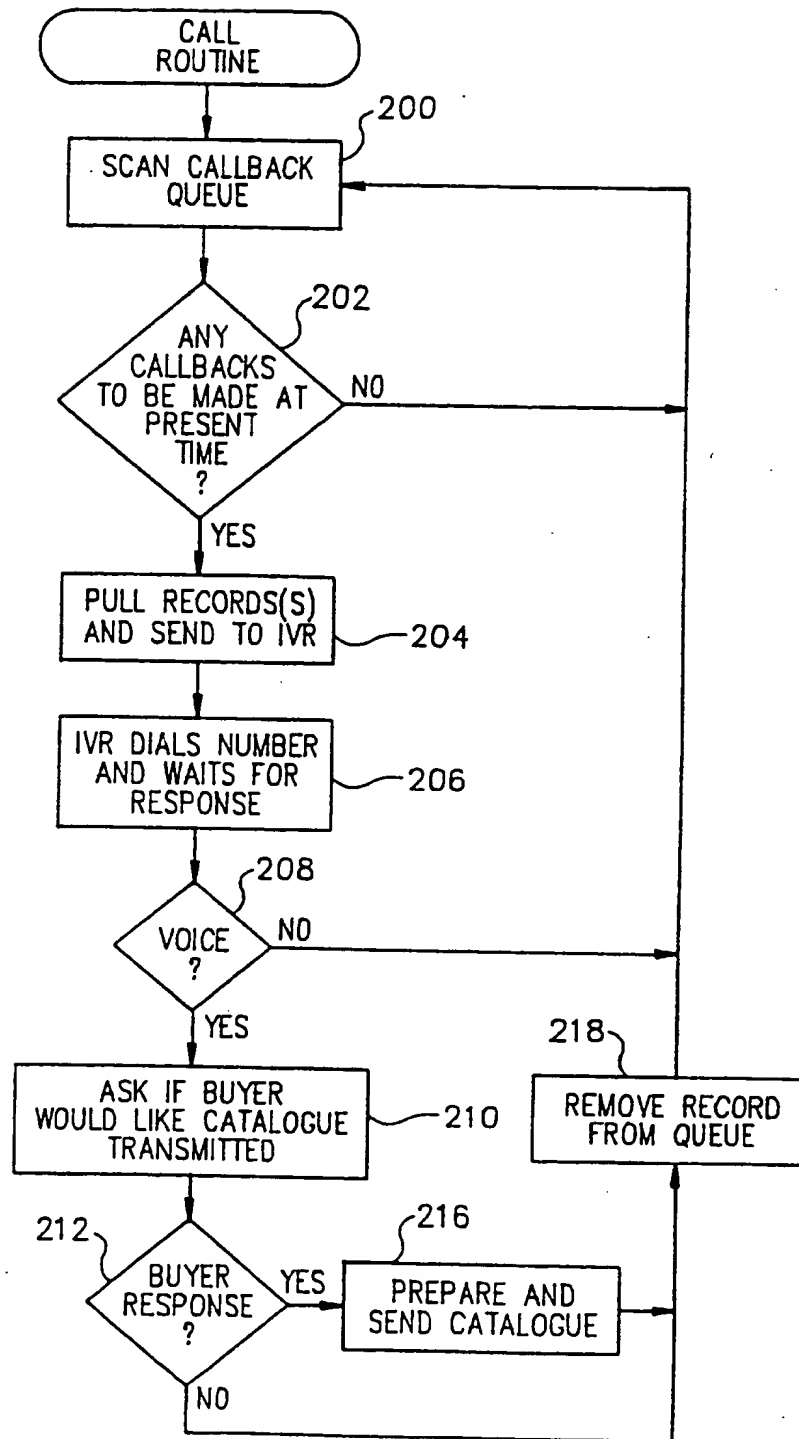 CALL
ROUTINE
200
SCAN CALLBACK
QUEUE
202
ANY
CALLBACKS
TO BE MADE AT
PRESENT
TIME
?
NO
YES
PULL RECORDS(S)
AND SEND TO IVR
204
IVR DIALS NUMBER
AND WAITS FOR
RESPONSE
206
208
VOICE
?
NO
YES
218
ASK IF BUYER
WOULD LIKE CATALOGUE
TRANSMITTED
210
REMOVE RECORD
FROM QUEUE
212
216
BUYER
RESPONSE
?
YES
PREPARE AND
SEND CATALOGUE
NO